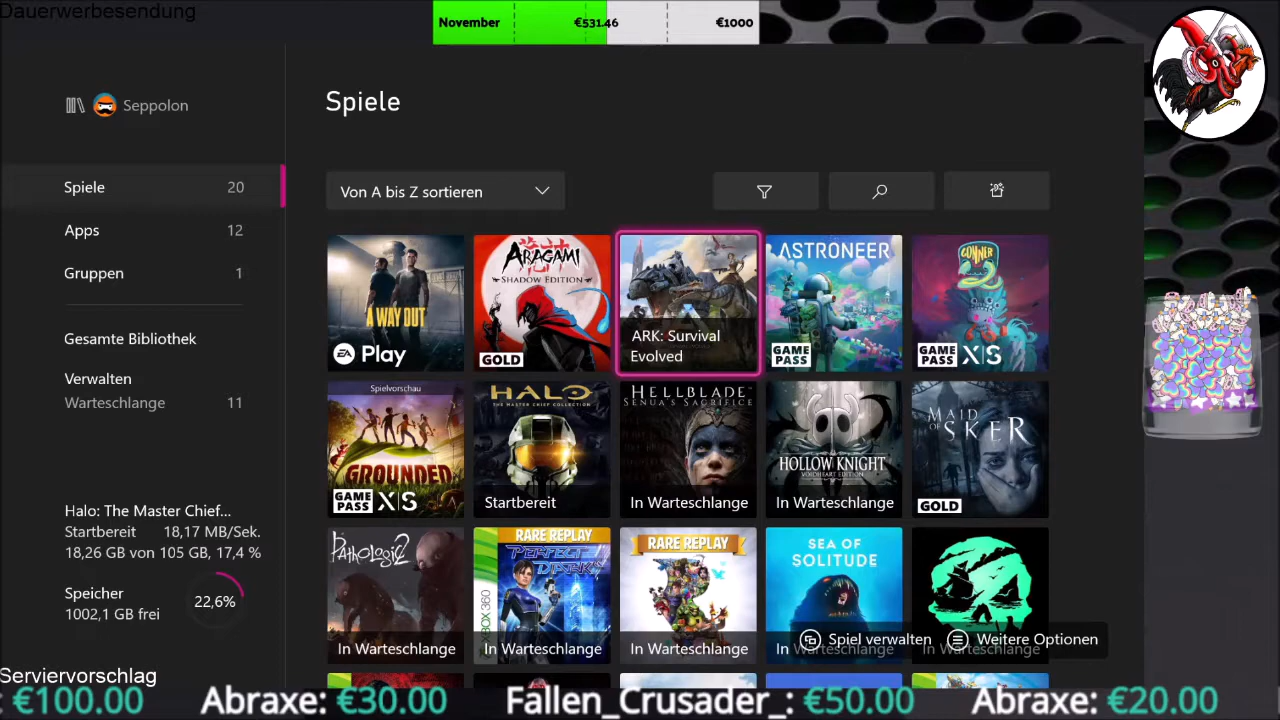 Dauerwerbesendung
November
€531.46
€1000
Seppolon
Spiele
Spiele 20
Apps 12
Gruppen 1
Gesamte Bibliothek
Verwalten
Warteschlange 11
Halo: The Master Chief...
Startbereit 18,17 MB/Sek.
18,26 GB von 105 GB, 17,4 %
Speicher
1002,1 GB frei
22,6%
Von A bis Z sortieren
A WAY OUT
EA Play
ARAGAMI
SHADOW EDITION
GOLD
ARK: Survival
Evolved
ASTRONEER
GAME
PASS
GONNER
GAME
PASS X|S
Spielvorschau
GROUNDED
GAME
PASS X|S
HALO
THE MASTER CHIEF COLLECTION
Startbereit
HELLBLADE
SENUA'S SACRIFICE
In Warteschlange
HOLLOW KNIGHT
VOIDHEART EDITION
In Warteschlange
MAID
OF SKER
GOLD
PATHOLOGIC 2
In Warteschlange
RARE REPLAY
PERFECT DARK
XBOX 360
In Warteschlange
RARE REPLAY
In Warteschlange
SEA OF
SOLITUDE
In Warteschlange
In Warteschlange
Spiel verwalten
Weitere Optionen
Serviervorschlag
: €100.00 Abraxe: €30.00 Fallen_Crusader_: €50.00 Abraxe: €20.00